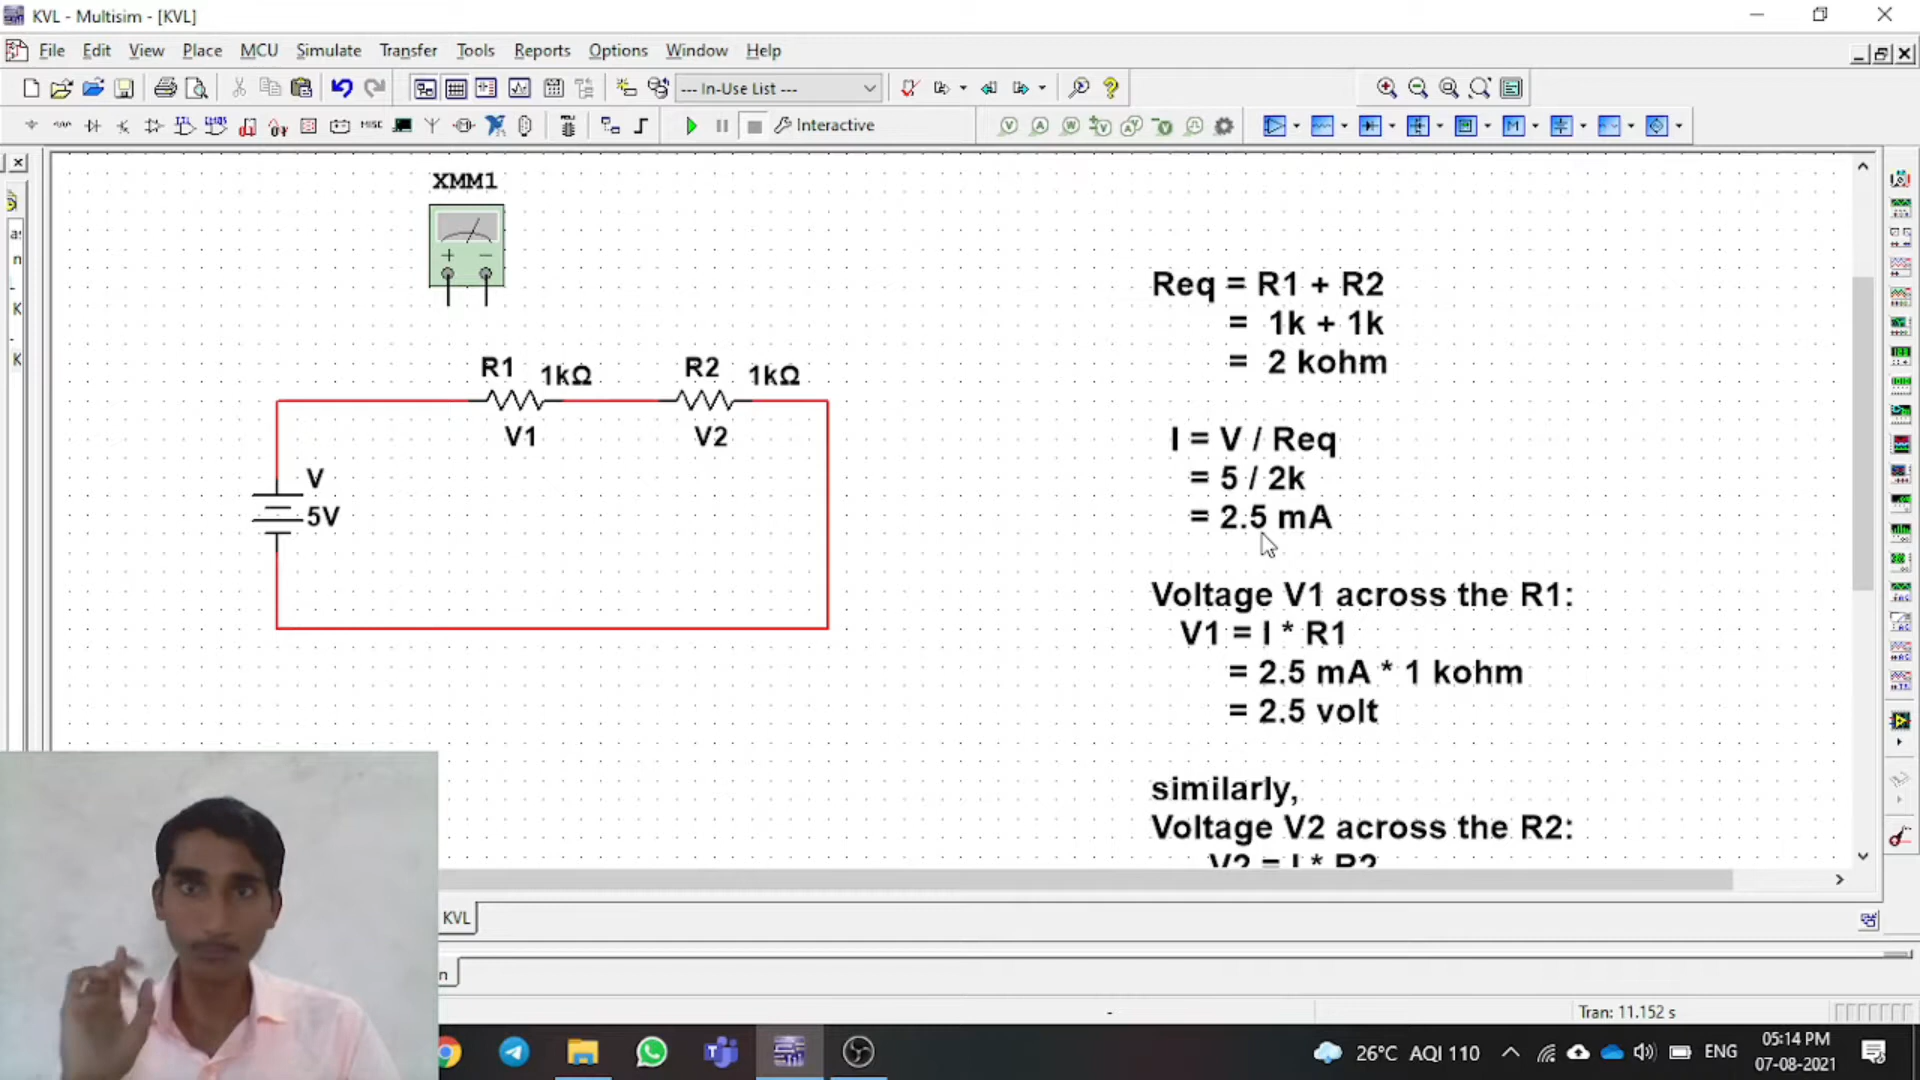 KVL - Multisim - [KVL]
File Edit View Place MCU Simulate Transfer Tools Reports Options Window Help
--- In-Use List ---
Interactive
XMM1
R1 1kΩ R2 1kΩ
V1 V2
V
5V
Req = R1 + R2
= 1k + 1k
= 2 kohm
I = V / Req
= 5 / 2k
= 2.5 mA
Voltage V1 across the R1:
V1 = I * R1
= 2.5 mA * 1 kohm
= 2.5 volt
similarly,
Voltage V2 across the R2:
V2 = I * R2
KVL
n
Tran: 11.152 s
26°C AQI 110 ENG
05:14 PM
07-08-2021